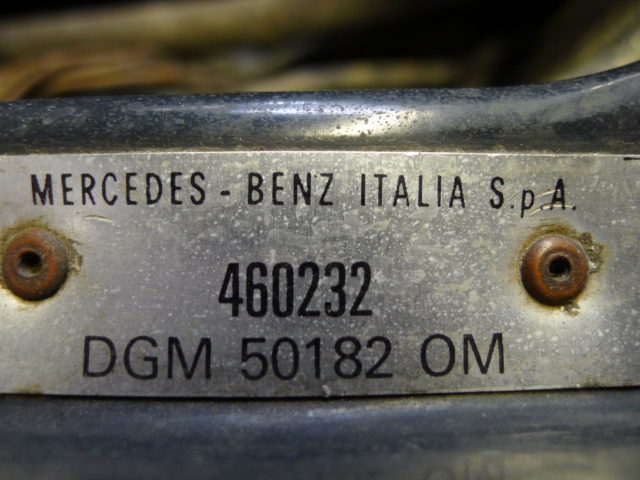 MERCEDES - BENZ ITALIA S.p.A.
460232
DGM 50182 OM